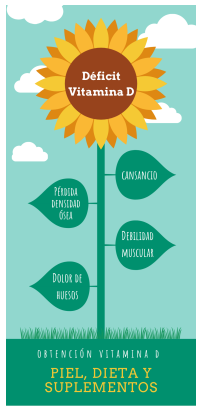 Déficit
Vitamina D
CANSANCIO
PÉRDIDA
DENSIDAD
ÓSEA
DEBILIDAD
MUSCULAR
DOLOR DE
HUESOS
OBTENCIÓN VITAMINA D
PIEL, DIETA Y
SUPLEMENTOS